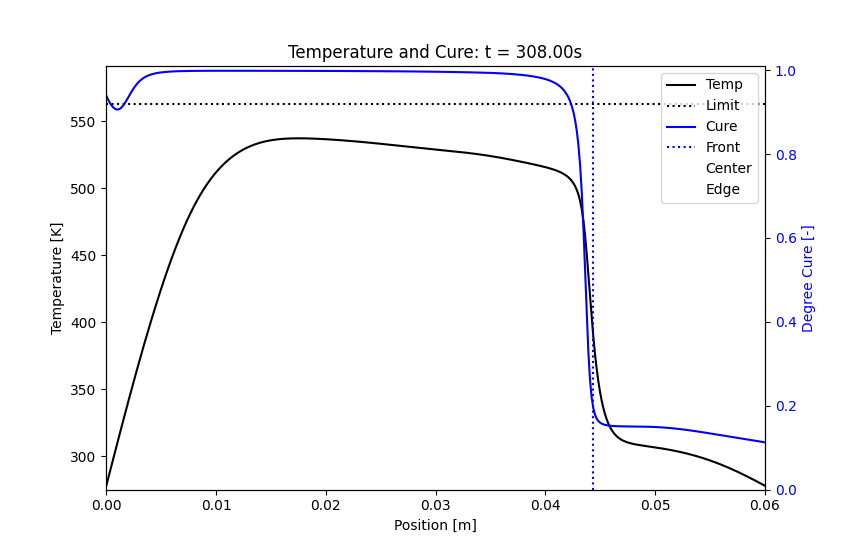 Temperature and Cure: t = 308.00s
Temperature [K]
550
500
450
400
350
300
Temp
Limit
Cure
Front
Center
Edge
1.0
0.8
0.6
0.4
0.2
0.0
Degree Cure [-]
0.00
0.01
0.02
0.03
0.04
0.05
0.06
Position [m]